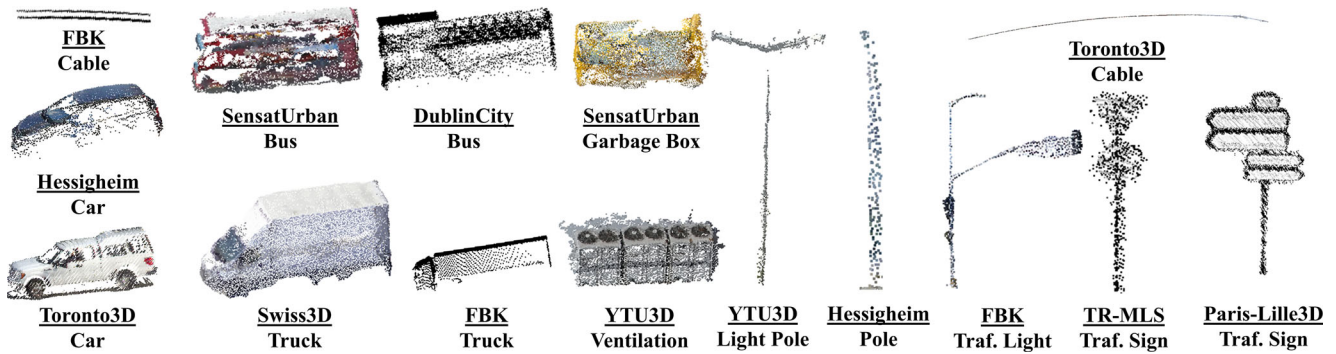 FBK
Cable
SensatUrban
Bus
DublinCity
Bus
SensatUrban
Garbage Box
Toronto3D
Cable
Hessigheim
Car
Toronto3D
Car
Swiss3D
Truck
FBK
Truck
YTU3D
Ventilation
YTU3D
Light Pole
Hessigheim
Pole
FBK
Traf. Light
TR-MLS
Traf. Sign
Paris-Lille3D
Traf. Sign